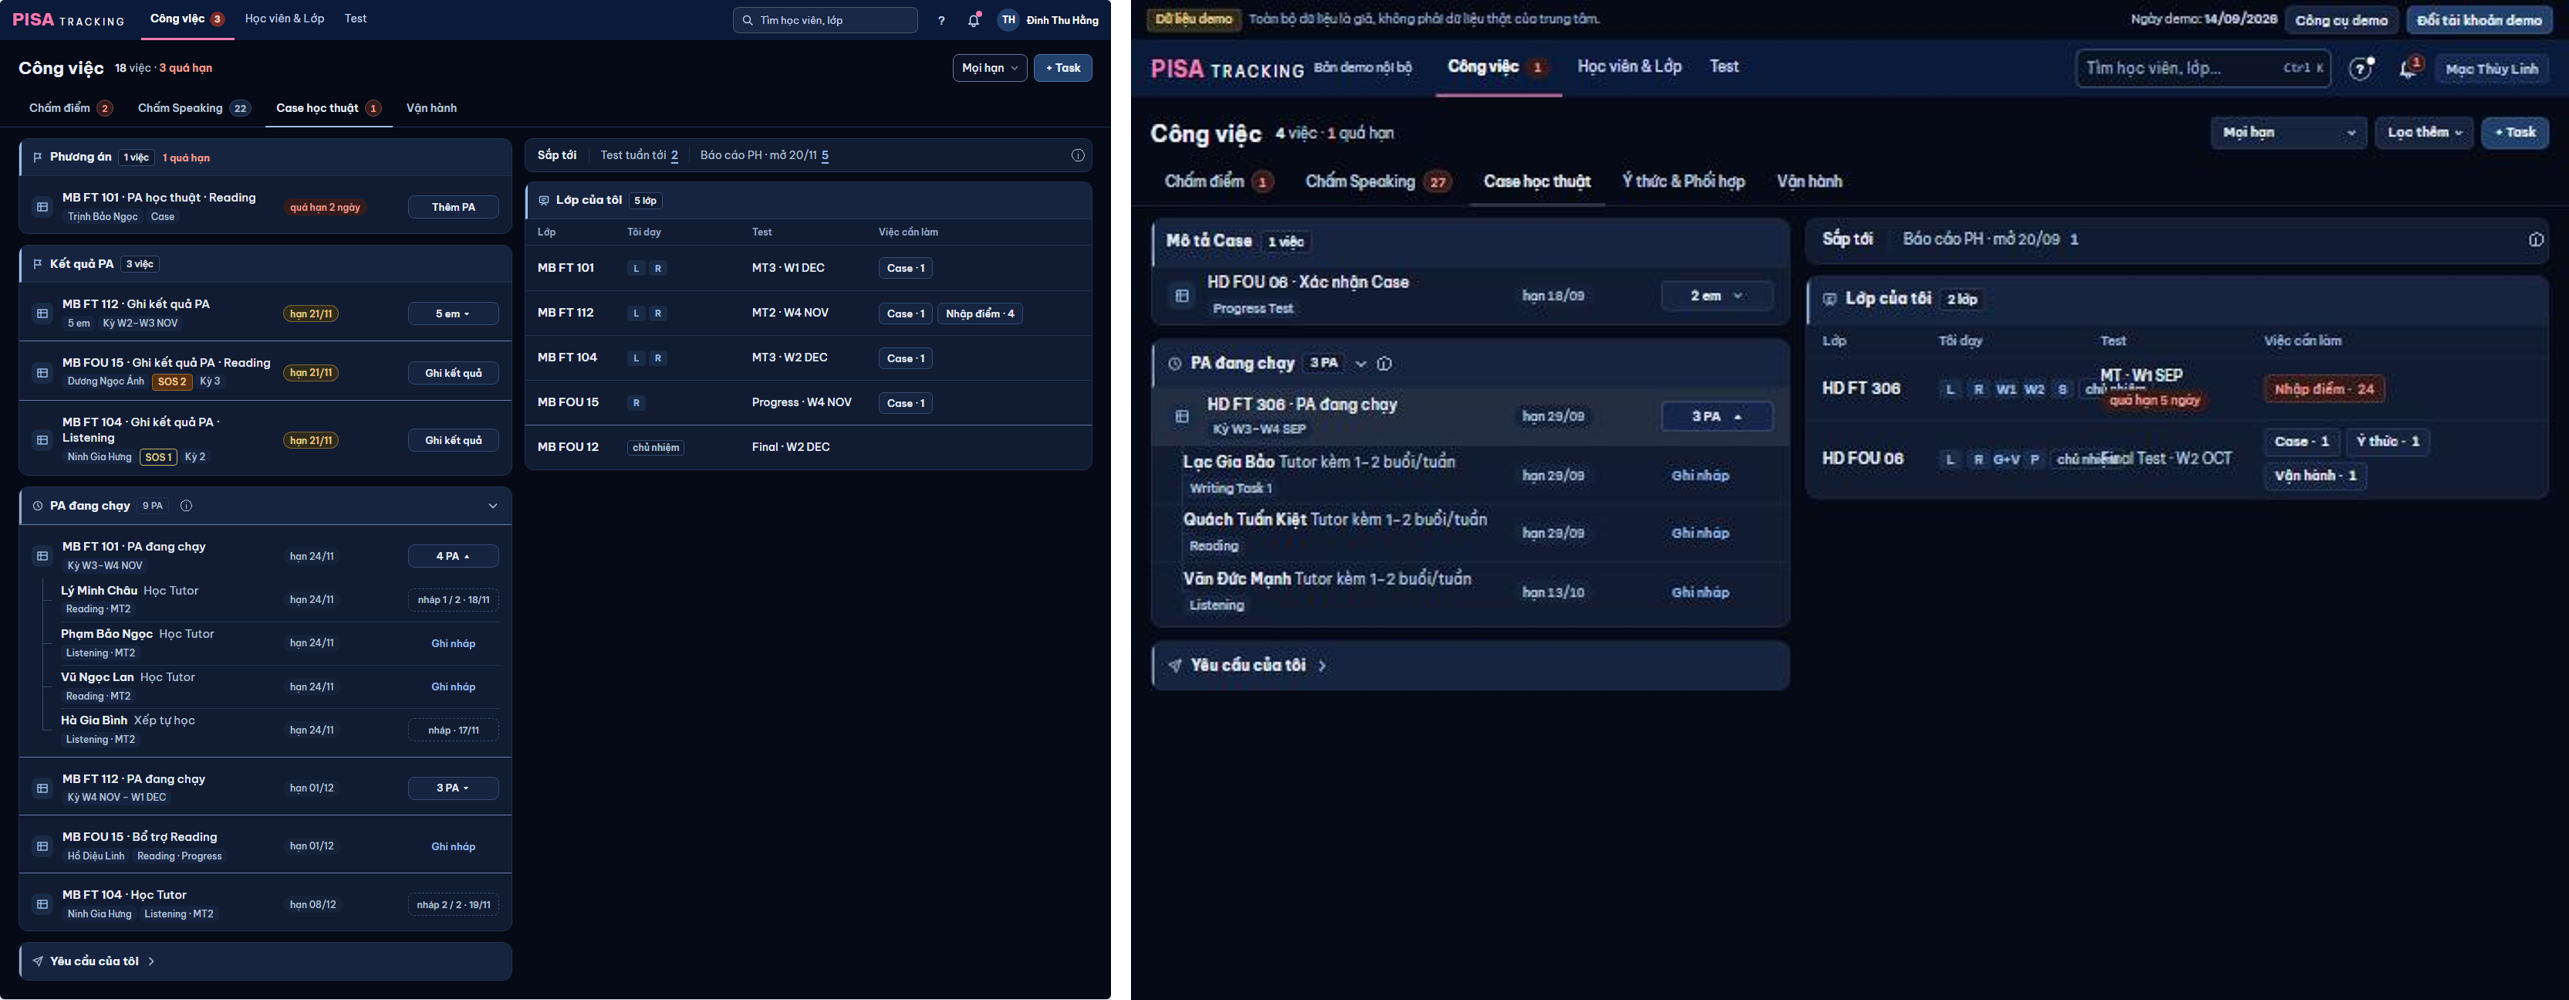 PISA TRACKING Công việc 3 Học viên & Lớp Test Tìm học viên, lớp ? TH Đinh Thu Hằng
Công việc 18 việc · 3 quá hạn Mọi hạn + Task
Chấm điểm 2 Chấm Speaking 22 Case học thuật 1 Vận hành
Phương án 1 việc 1 quá hạn
MB FT 101 · PA học thuật · Reading quá hạn 2 ngày Thêm PA
Trịnh Bảo Ngọc Case
Kết quả PA 3 việc
MB FT 112 · Ghi kết quả PA hạn 21/11 5 em
5 em Kỳ W2–W3 NOV
MB FOU 15 · Ghi kết quả PA · Reading hạn 21/11 Ghi kết quả
Dương Ngọc Ánh SOS 2 Kỳ 3
MB FT 104 · Ghi kết quả PA ·
Listening hạn 21/11 Ghi kết quả
Ninh Gia Hưng SOS 1 Kỳ 2
PA đang chạy 9 PA
MB FT 101 · PA đang chạy hạn 24/11 4 PA
Kỳ W3–W4 NOV
Lý Minh Châu Học Tutor hạn 24/11 nháp 1 / 2 · 18/11
Reading · MT2
Phạm Bảo Ngọc Học Tutor hạn 24/11 Ghi nháp
Listening · MT2
Vũ Ngọc Lan Học Tutor hạn 24/11 Ghi nháp
Reading · MT2
Hà Gia Bình Xếp tự học hạn 24/11 nháp · 17/11
Listening · MT2
MB FT 112 · PA đang chạy hạn 01/12 3 PA
Kỳ W4 NOV – W1 DEC
MB FOU 15 · Bổ trợ Reading hạn 01/12 Ghi nháp
Hồ Diệu Linh Reading · Progress
MB FT 104 · Học Tutor hạn 08/12 nháp 2 / 2 · 19/11
Ninh Gia Hưng Listening · MT2
Yêu cầu của tôi
Sắp tới Test tuần tới 2 Báo cáo PH · mở 20/11 5
Lớp của tôi 5 lớp
Lớp Tôi dạy Test Việc cần làm
MB FT 101 L R MT3 · W1 DEC Case · 1
MB FT 112 L R MT2 · W4 NOV Case · 1 Nhập điểm · 4
MB FT 104 L R MT3 · W2 DEC Case · 1
MB FOU 15 R Progress · W4 NOV Case · 1
MB FOU 12 chủ nhiệm Final · W2 DEC
Dữ liệu demo Toàn bộ dữ liệu là giả, không phải dữ liệu thật của trung tâm. Ngày demo: 14/09/2026 Công cụ demo Đổi tài khoản demo
PISA TRACKING Bản demo nội bộ Công việc 1 Học viên & Lớp Test Tìm học viên, lớp... Ctrl K ? 1 Mạc Thùy Linh
Công việc 4 việc · 1 quá hạn Mọi hạn Lọc thêm + Task
Chấm điểm 1 Chấm Speaking 27 Case học thuật Ý thức & Phối hợp Vận hành
Mô tả Case 1 việc
HD FOU 06 · Xác nhận Case hạn 18/09 2 em
Progress Test
PA đang chạy 3 PA
HD FT 306 · PA đang chạy hạn 29/09 3 PA
Kỳ W3–W4 SEP
Lạc Gia Bảo Tutor kèm 1–2 buổi/tuần hạn 29/09 Ghi nháp
Writing Task 1
Quách Tuấn Kiệt Tutor kèm 1–2 buổi/tuần hạn 29/09 Ghi nháp
Reading
Văn Đức Mạnh Tutor kèm 1–2 buổi/tuần hạn 13/10 Ghi nháp
Listening
Yêu cầu của tôi
Sắp tới Báo cáo PH · mở 20/09 1
Lớp của tôi 2 lớp
Lớp Tôi dạy Test Việc cần làm
MT · W1 SEP
HD FT 306 L R W1 W2 S chủ nhiệm Nhập điểm · 24
quá hạn 5 ngày
Case · 1 Ý thức · 1
HD FOU 06 L R G+V P chủ nhiệm Final Test · W2 OCT
Vận hành · 1